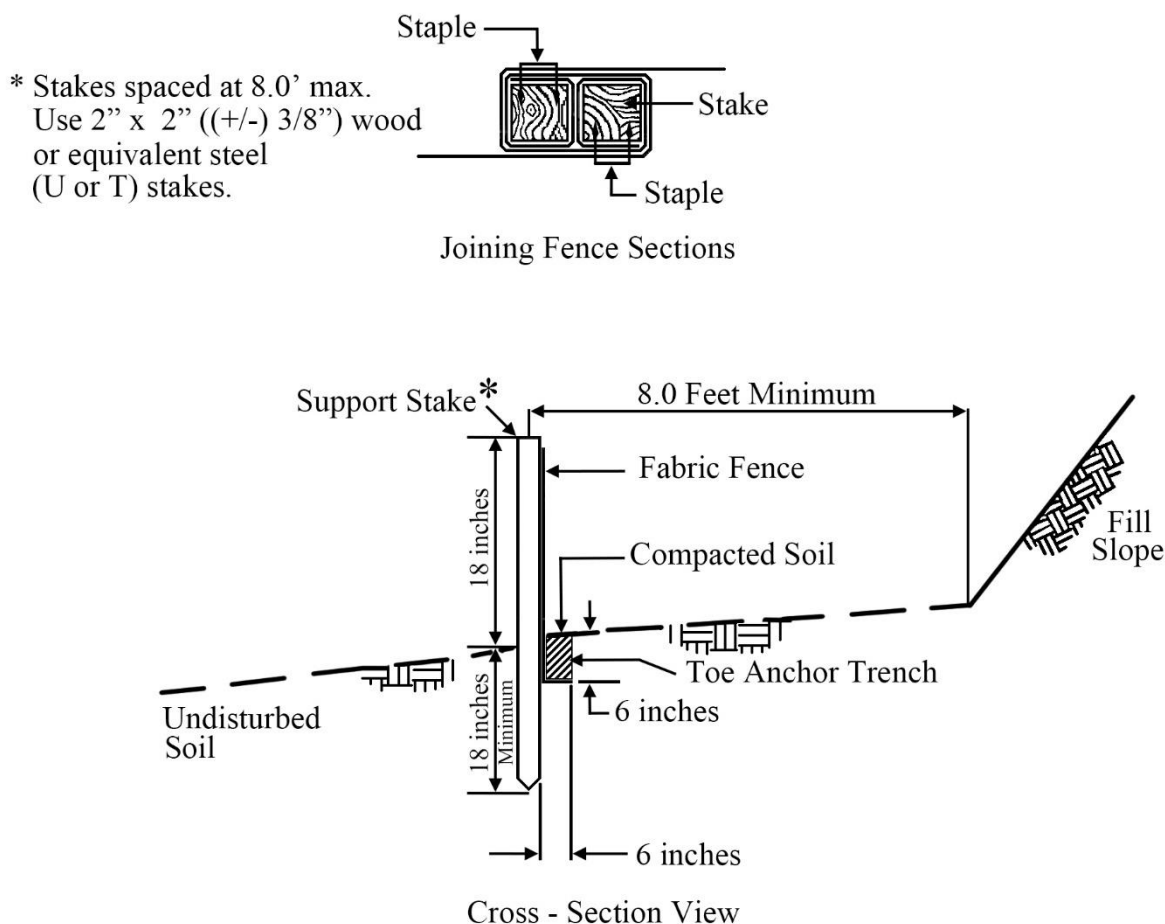 Staple
* Stakes spaced at 8.0’ max.
Use 2” x 2” ((+/-) 3/8”) wood
or equivalent steel
(U or T) stakes.
Stake
Staple
Joining Fence Sections
8.0 Feet Minimum
Support Stake*
Fabric Fence
18 inches
Compacted Soil
Fill
Slope
Toe Anchor Trench
6 inches
Undisturbed
Soil
18 inches
Minimum
6 inches
Cross - Section View